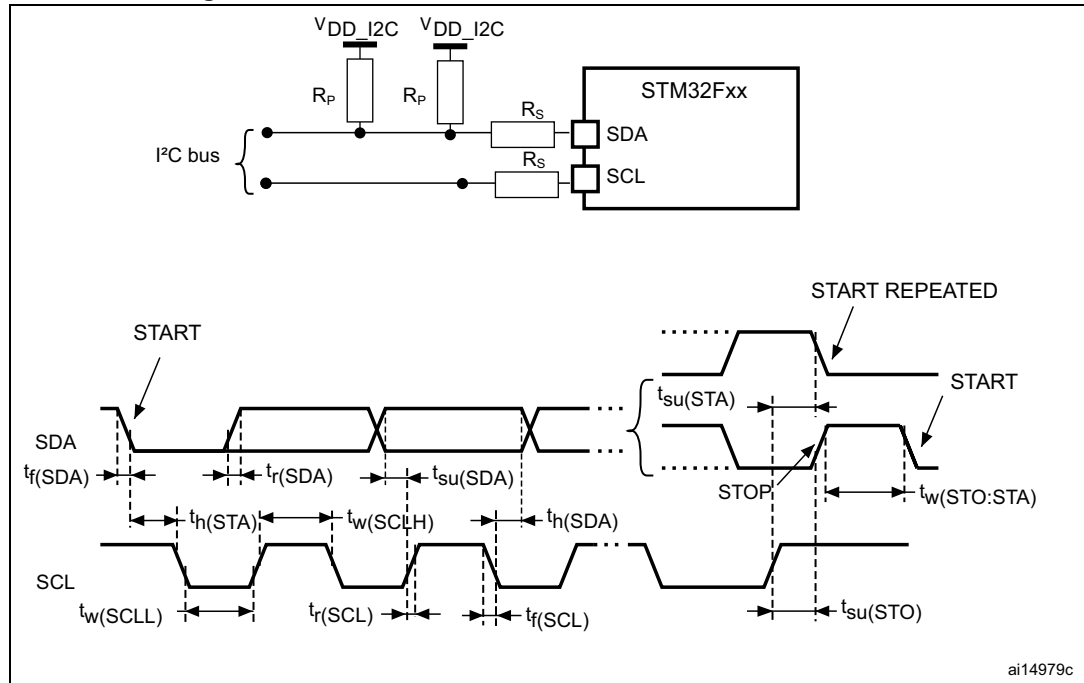 VDD_I2C VDD_I2C
STM32Fxx
RP RP
RS
SDA
I²C bus
RS
SCL
START REPEATED
START
START
tsu(STA)
SDA
tf(SDA) tr(SDA) tsu(SDA)
STOP
tw(STO:STA)
th(STA) tw(SCLH) th(SDA)
SCL
tw(SCLL) tr(SCL) tf(SCL) tsu(STO)
ai14979c